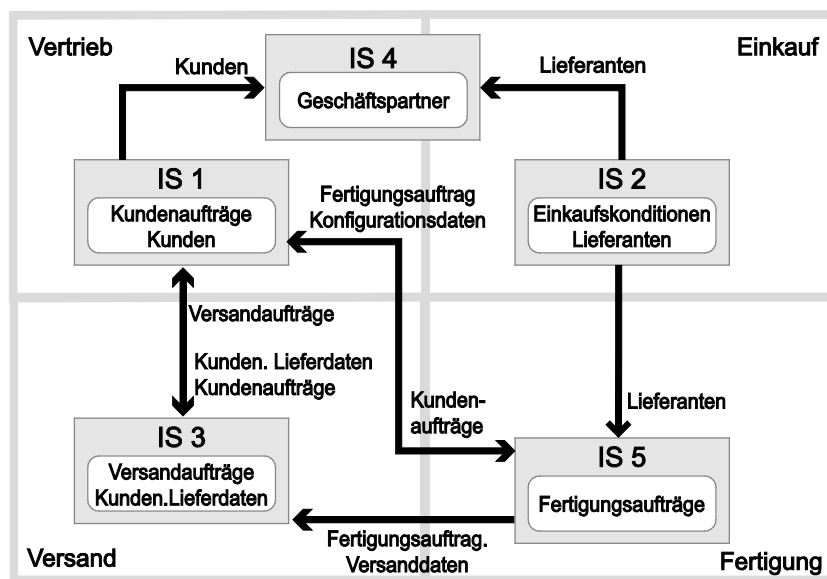 Vertrieb
Einkauf
IS 4
Geschäftspartner
Kunden
Lieferanten
IS 1
Kundenaufträge
Kunden
Fertigungsauftrag
Konfigurationsdaten
IS 2
Einkaufskonditionen
Lieferanten
Versandaufträge
Kunden. Lieferdaten
Kundenaufträge
Kunden-
aufträge
Lieferanten
IS 3
Versandaufträge
Kunden.Lieferdaten
IS 5
Fertigungsaufträge
Fertigungsauftrag.
Versanddaten
Versand
Fertigung